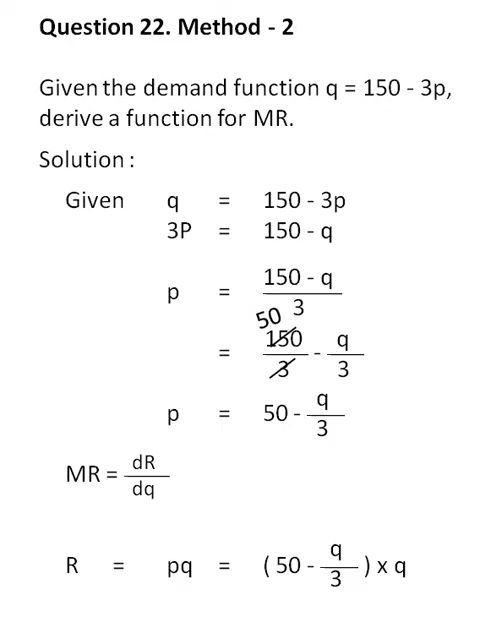 Question 22. Method - 2
Given the demand function q = 150 - 3p,
derive a function for MR.
Solution :
Given q = 150 - 3p
3P = 150 - q
p = 150 - q
3
50
= 150 - q
3 3
p = 50 - q
3
MR = dR
dq
R = pq = ( 50 - q ) x q
3